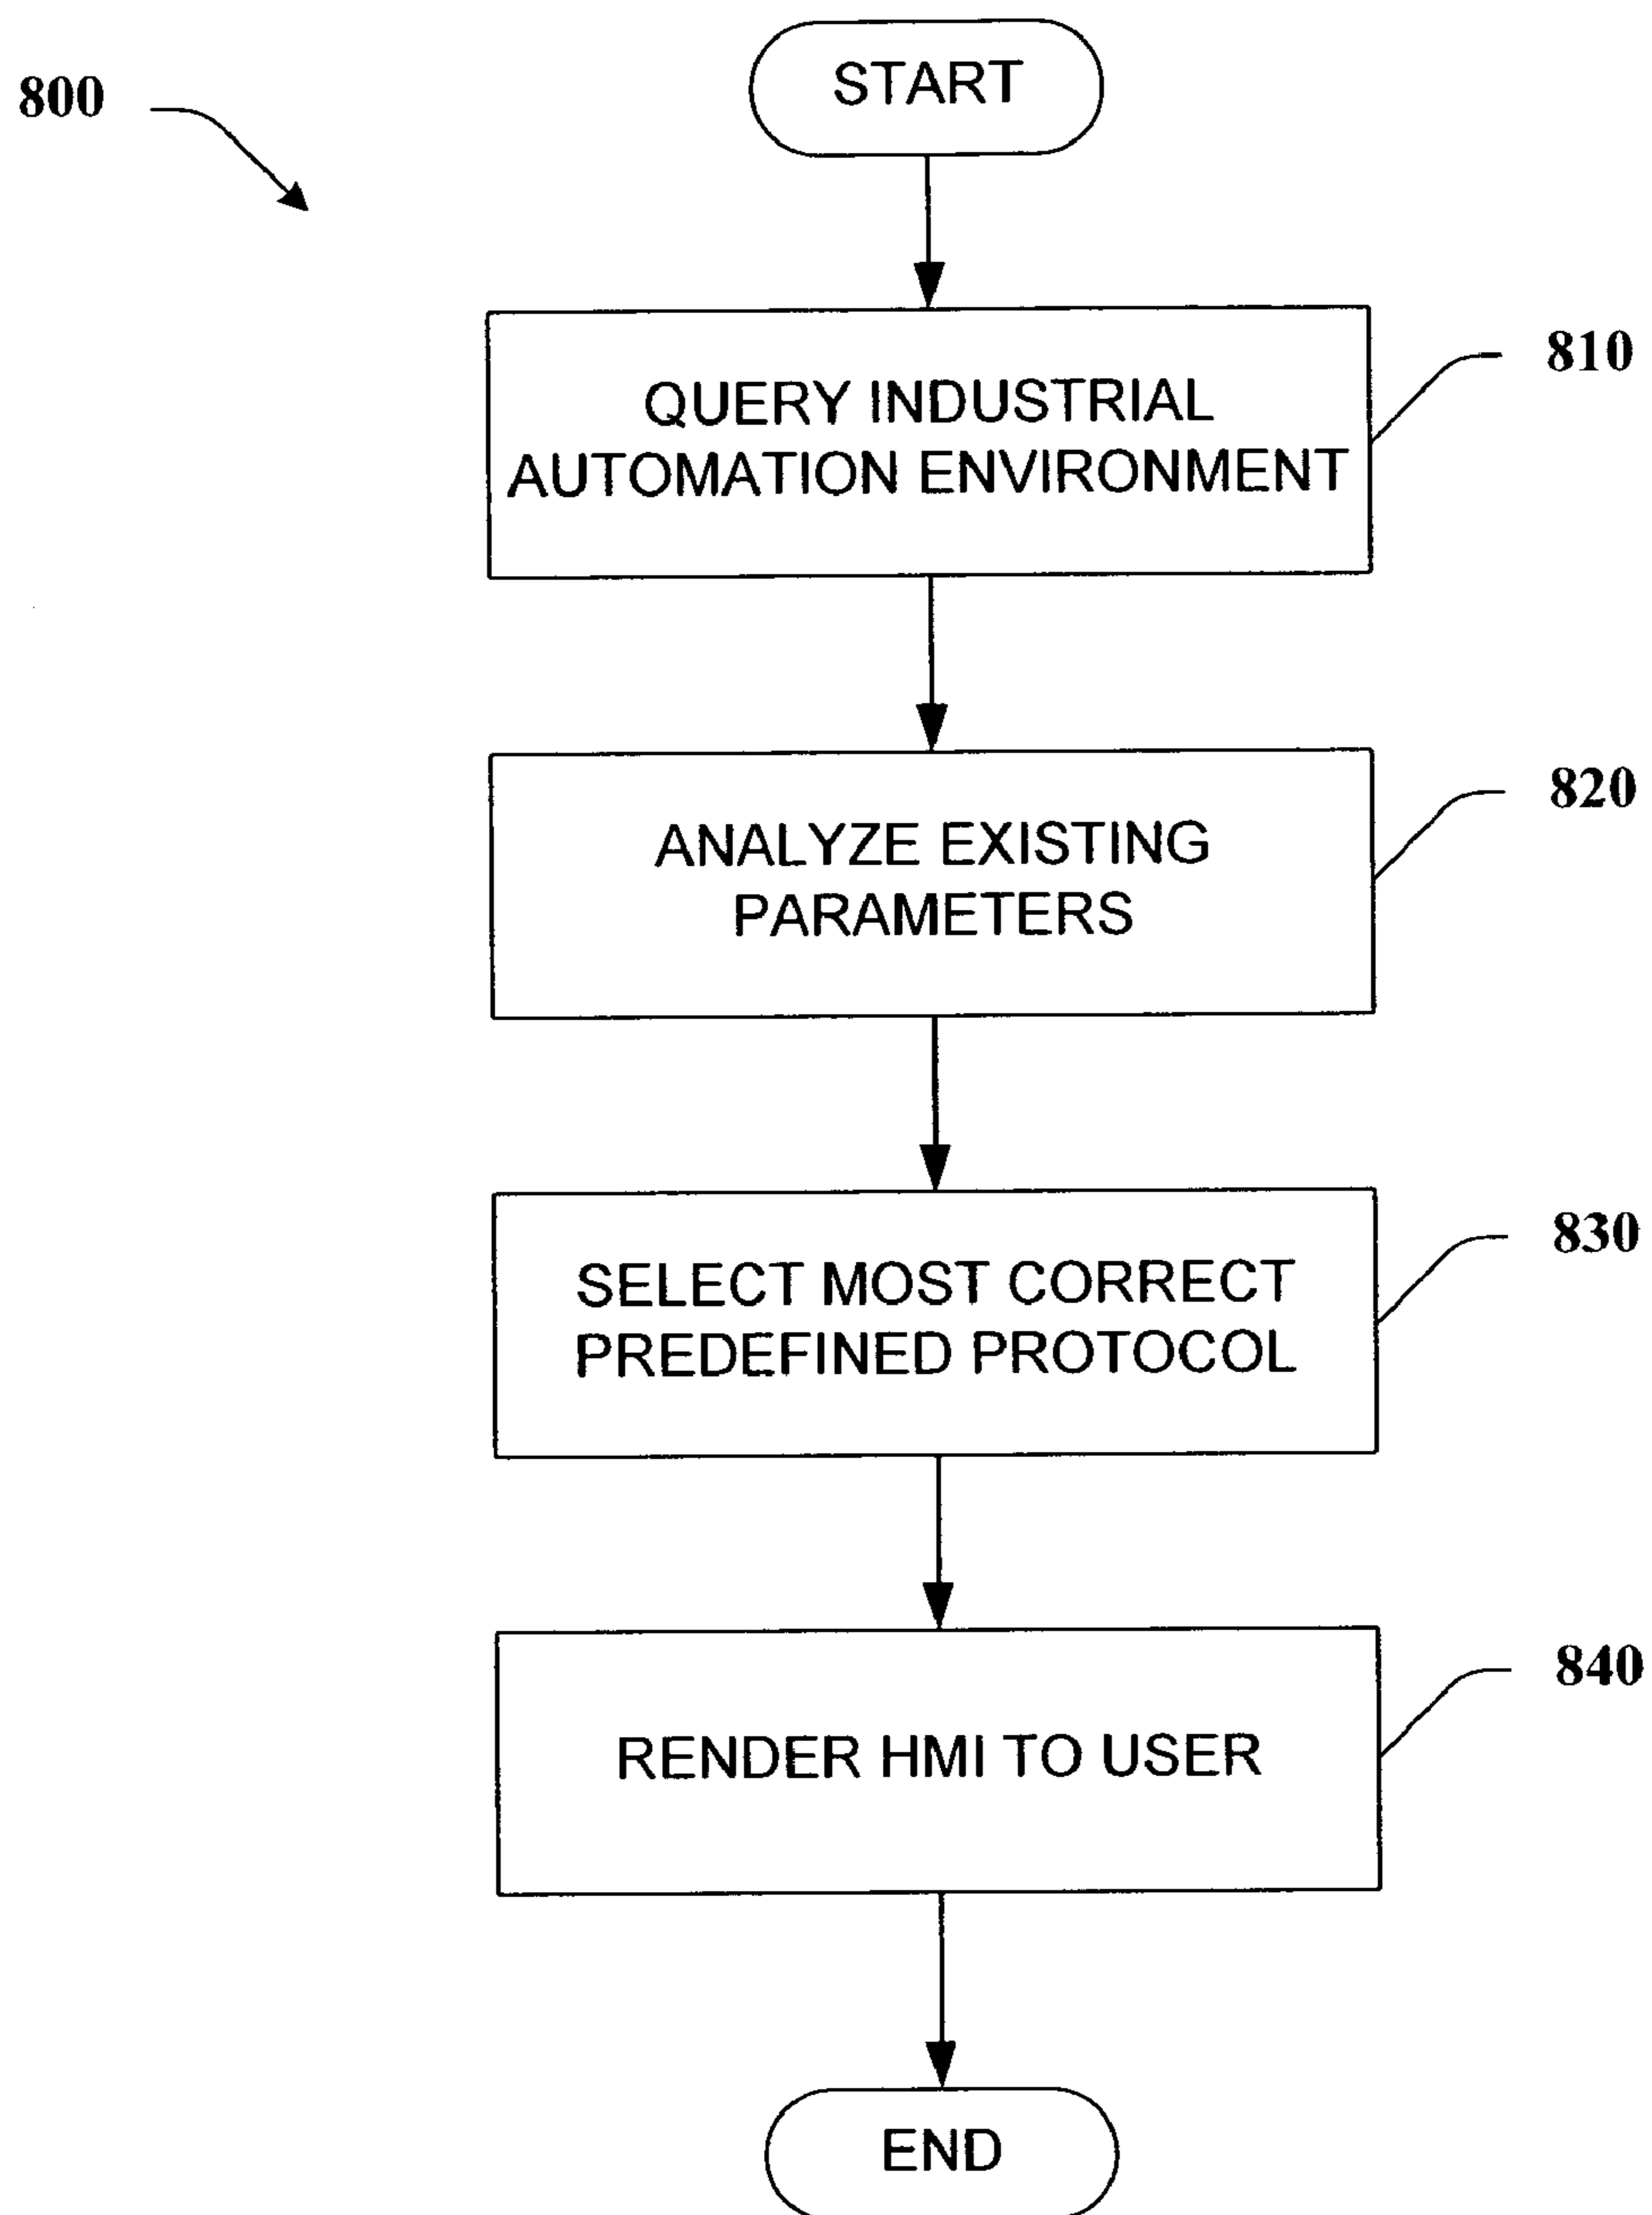 START
800
QUERY INDUSTRIAL
AUTOMATION ENVIRONMENT
810
ANALYZE EXISTING
PARAMETERS
820
SELECT MOST CORRECT
PREDEFINED PROTOCOL
830
RENDER HMI TO USER
840
END